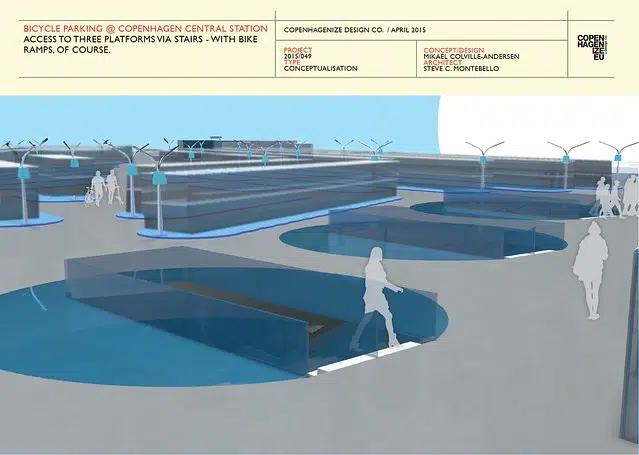 BICYCLE PARKING @ COPENHAGEN CENTRAL STATION
ACCESS TO THREE PLATFORMS VIA STAIRS - WITH BIKE
RAMPS, OF COURSE.
COPENHAGENIZE DESIGN CO. / APRIL 2015
PROJECT
2015/049
TYPE
CONCEPTUALISATION
CONCEPT/DESIGN
MIKAEL COLVILLE-ANDERSEN
ARCHITECT
STEVE C. MONTEBELLO
COPEN
HAGEN
IZE
EU